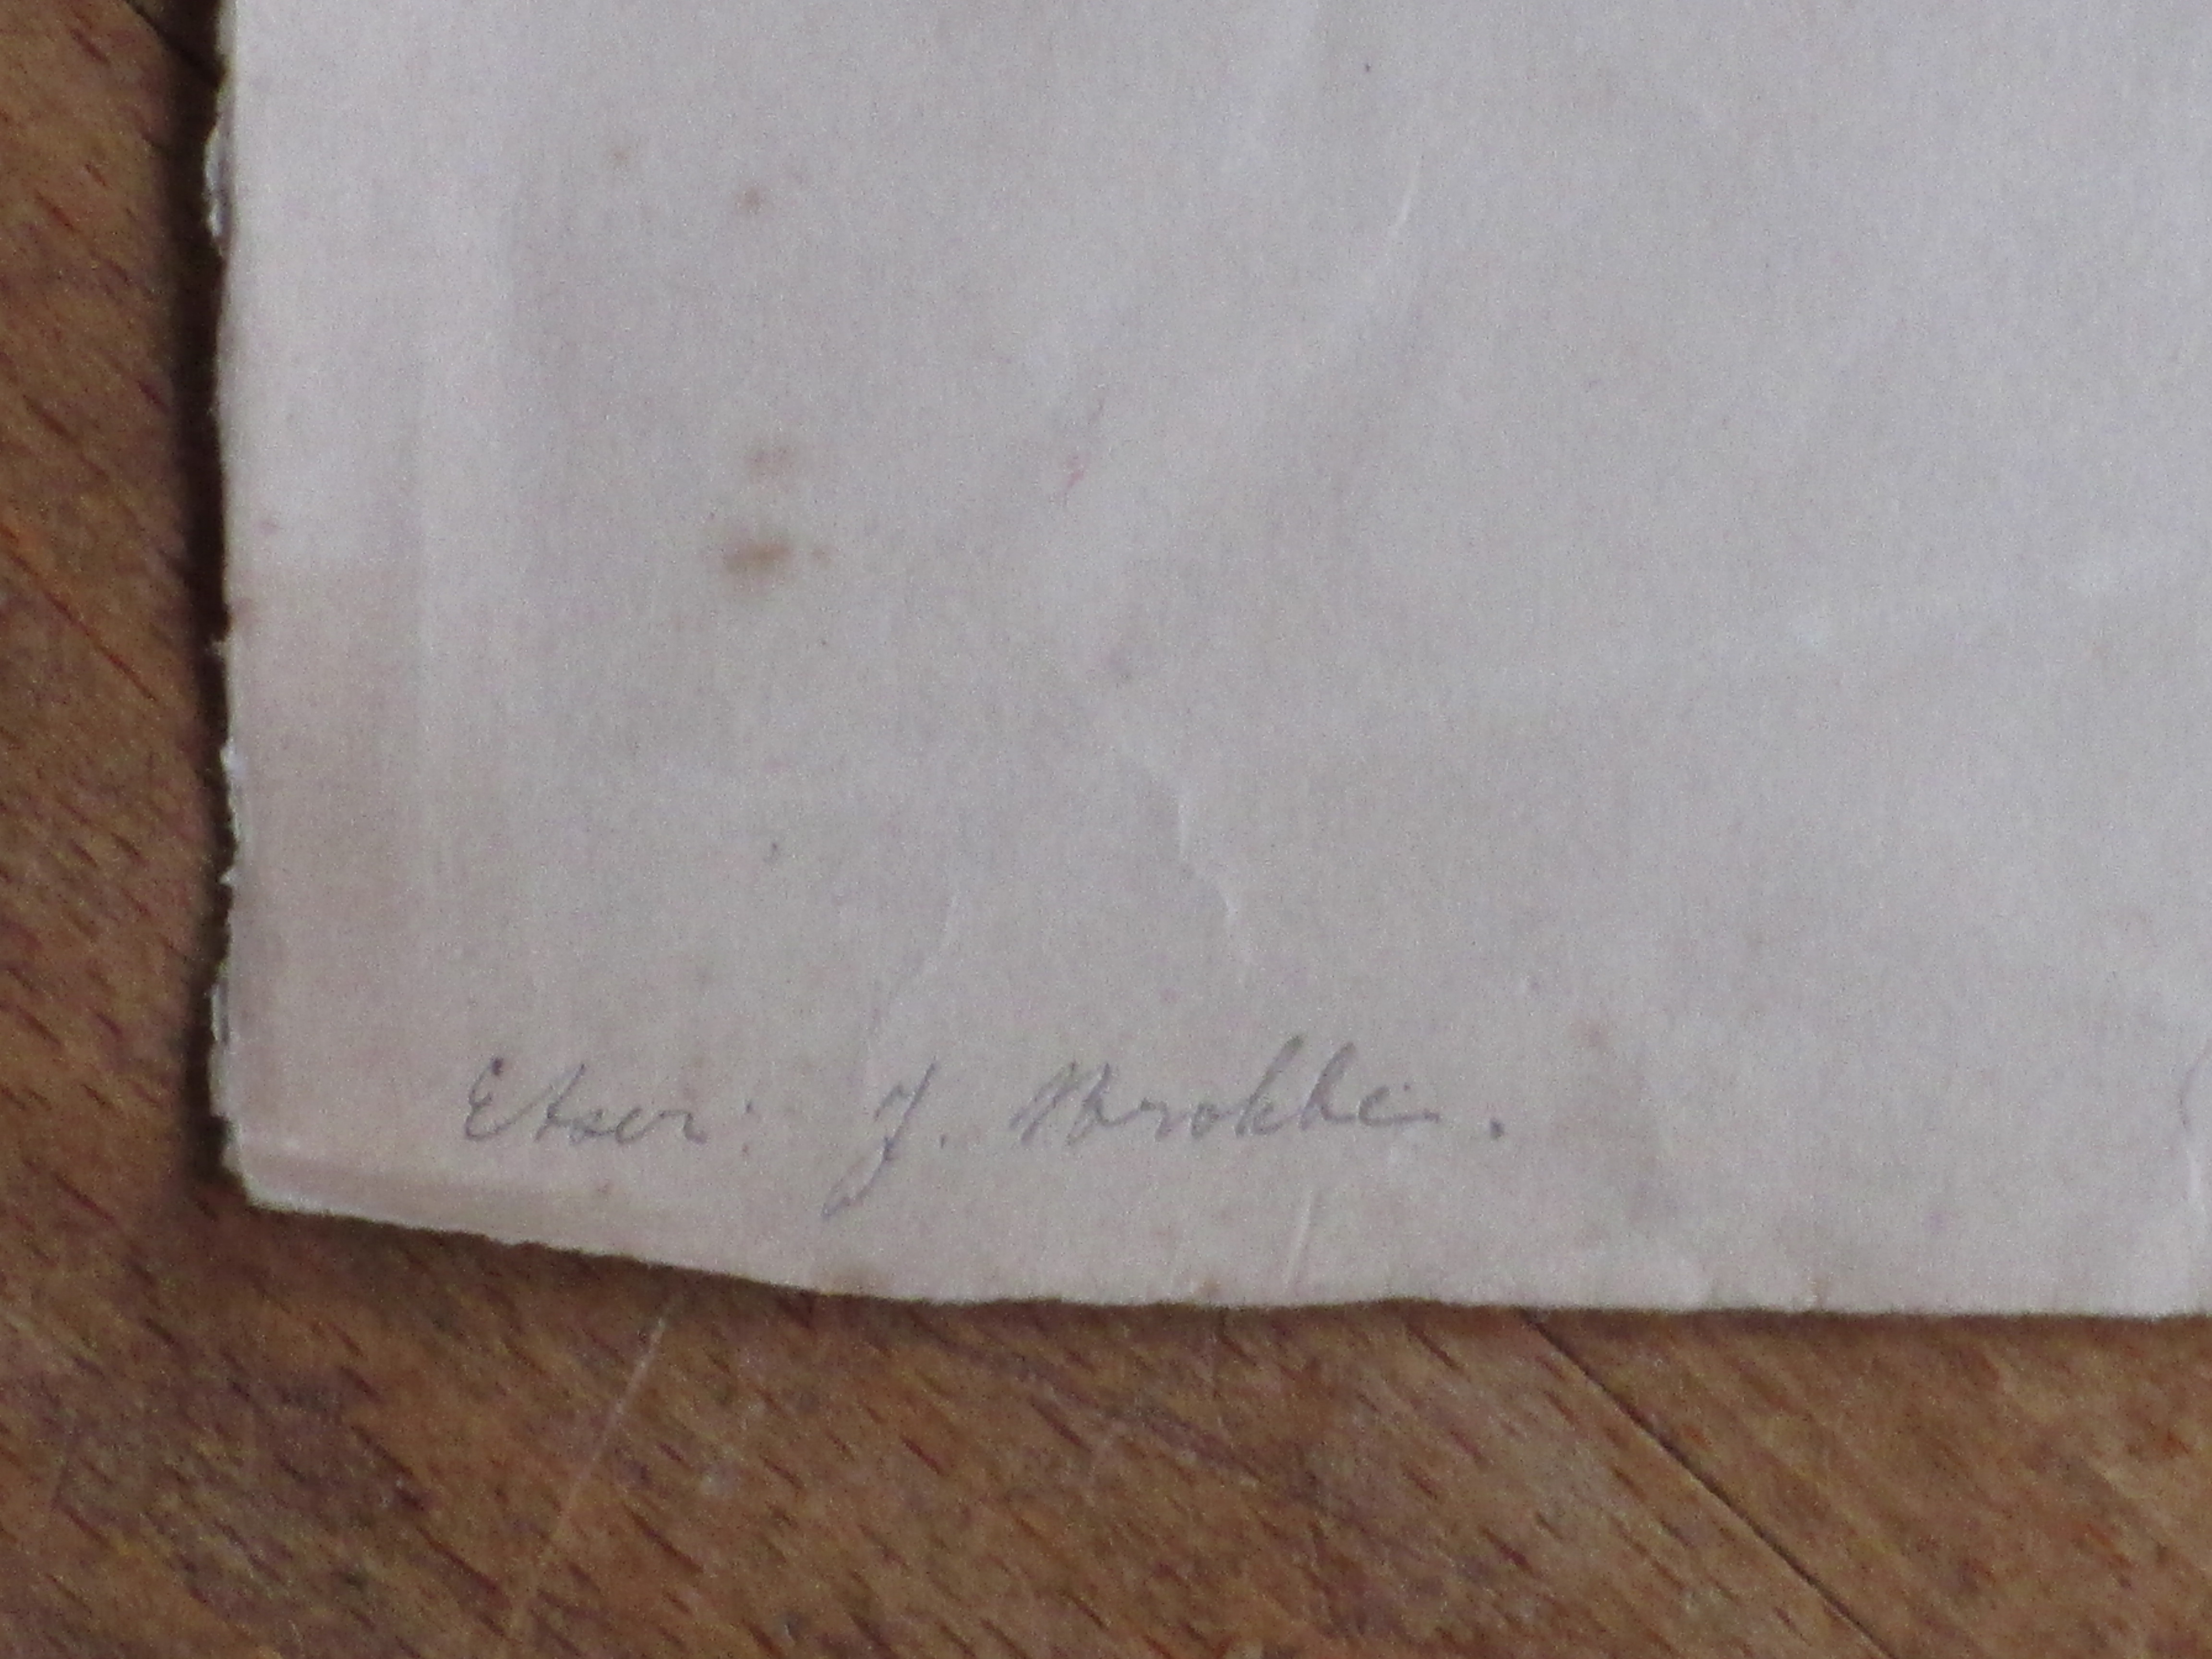 Etser: J. Brokke.